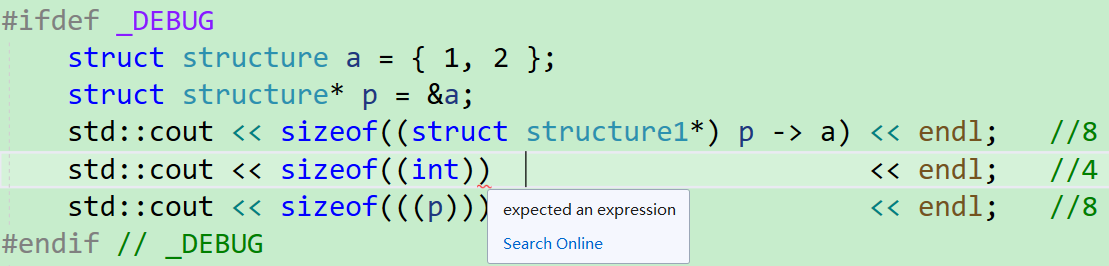 #ifdef _DEBUG
struct structure a = { 1, 2 };
struct structure* p = &a;
std::cout << sizeof((struct structure1*) p -> a) << endl; //8
std::cout << sizeof((int)) << endl; //4
std::cout << sizeof(((p))) << endl; //8
expected an expression
Search Online
#endif // _DEBUG